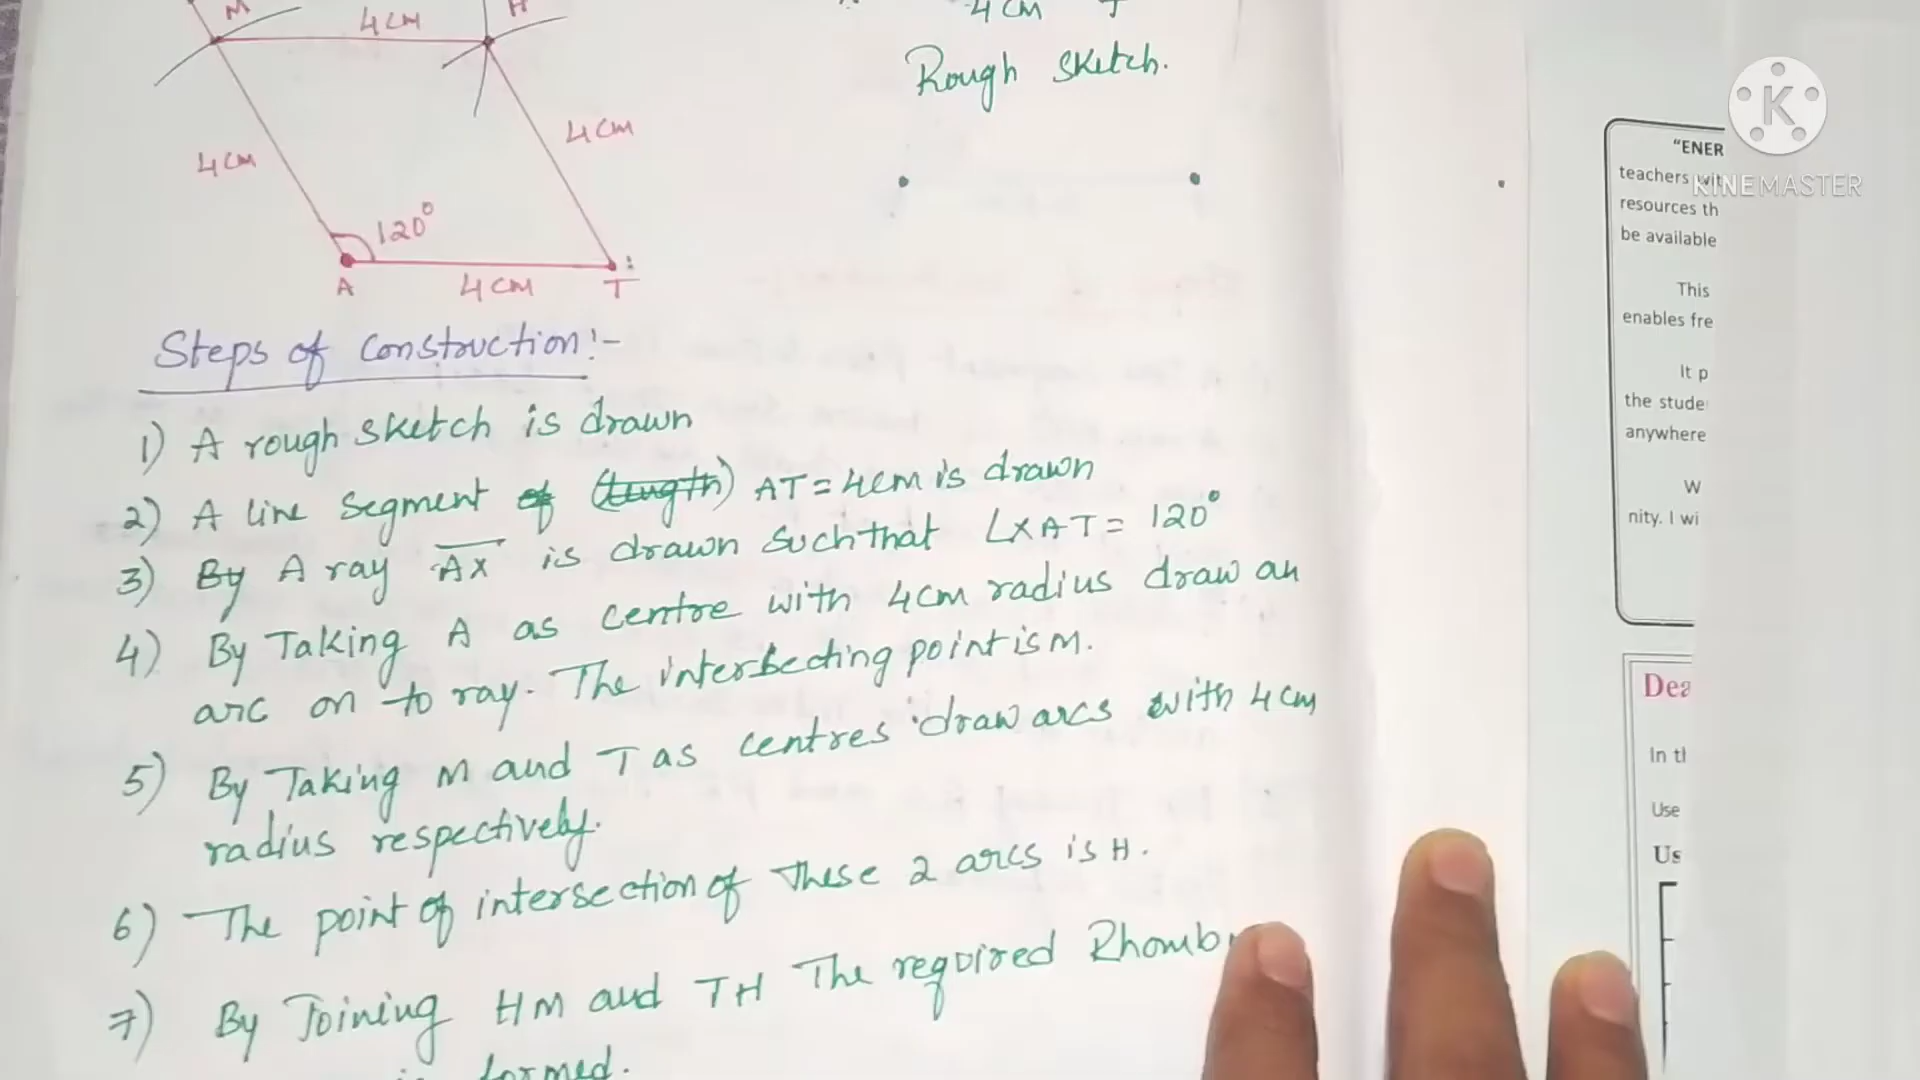 M
4cm
H
4cm
4cm
120°
A
4cm
T
4cm T
Rough sketch.
Steps of construction:-
1) A rough sketch is drawn
2) A line segment of (length) AT = 4cm is drawn
3) By A ray AX is drawn such that ∠XAT = 120°
4) By Taking A as centre with 4cm radius draw an
arc on to ray. The intersecting point is M.
5) By Taking M and T as centres draw arcs with 4cm
radius respectively.
6) The point of intersection of these 2 arcs is H.
7) By Joining HM and TH The required Rhomb
is formed.
K
KINEMASTER
"ENER
teachers wit
resources th
be available
This
enables fre
It p
the stude
anywhere
W
nity. I wi
Dea
In th
Use
Us